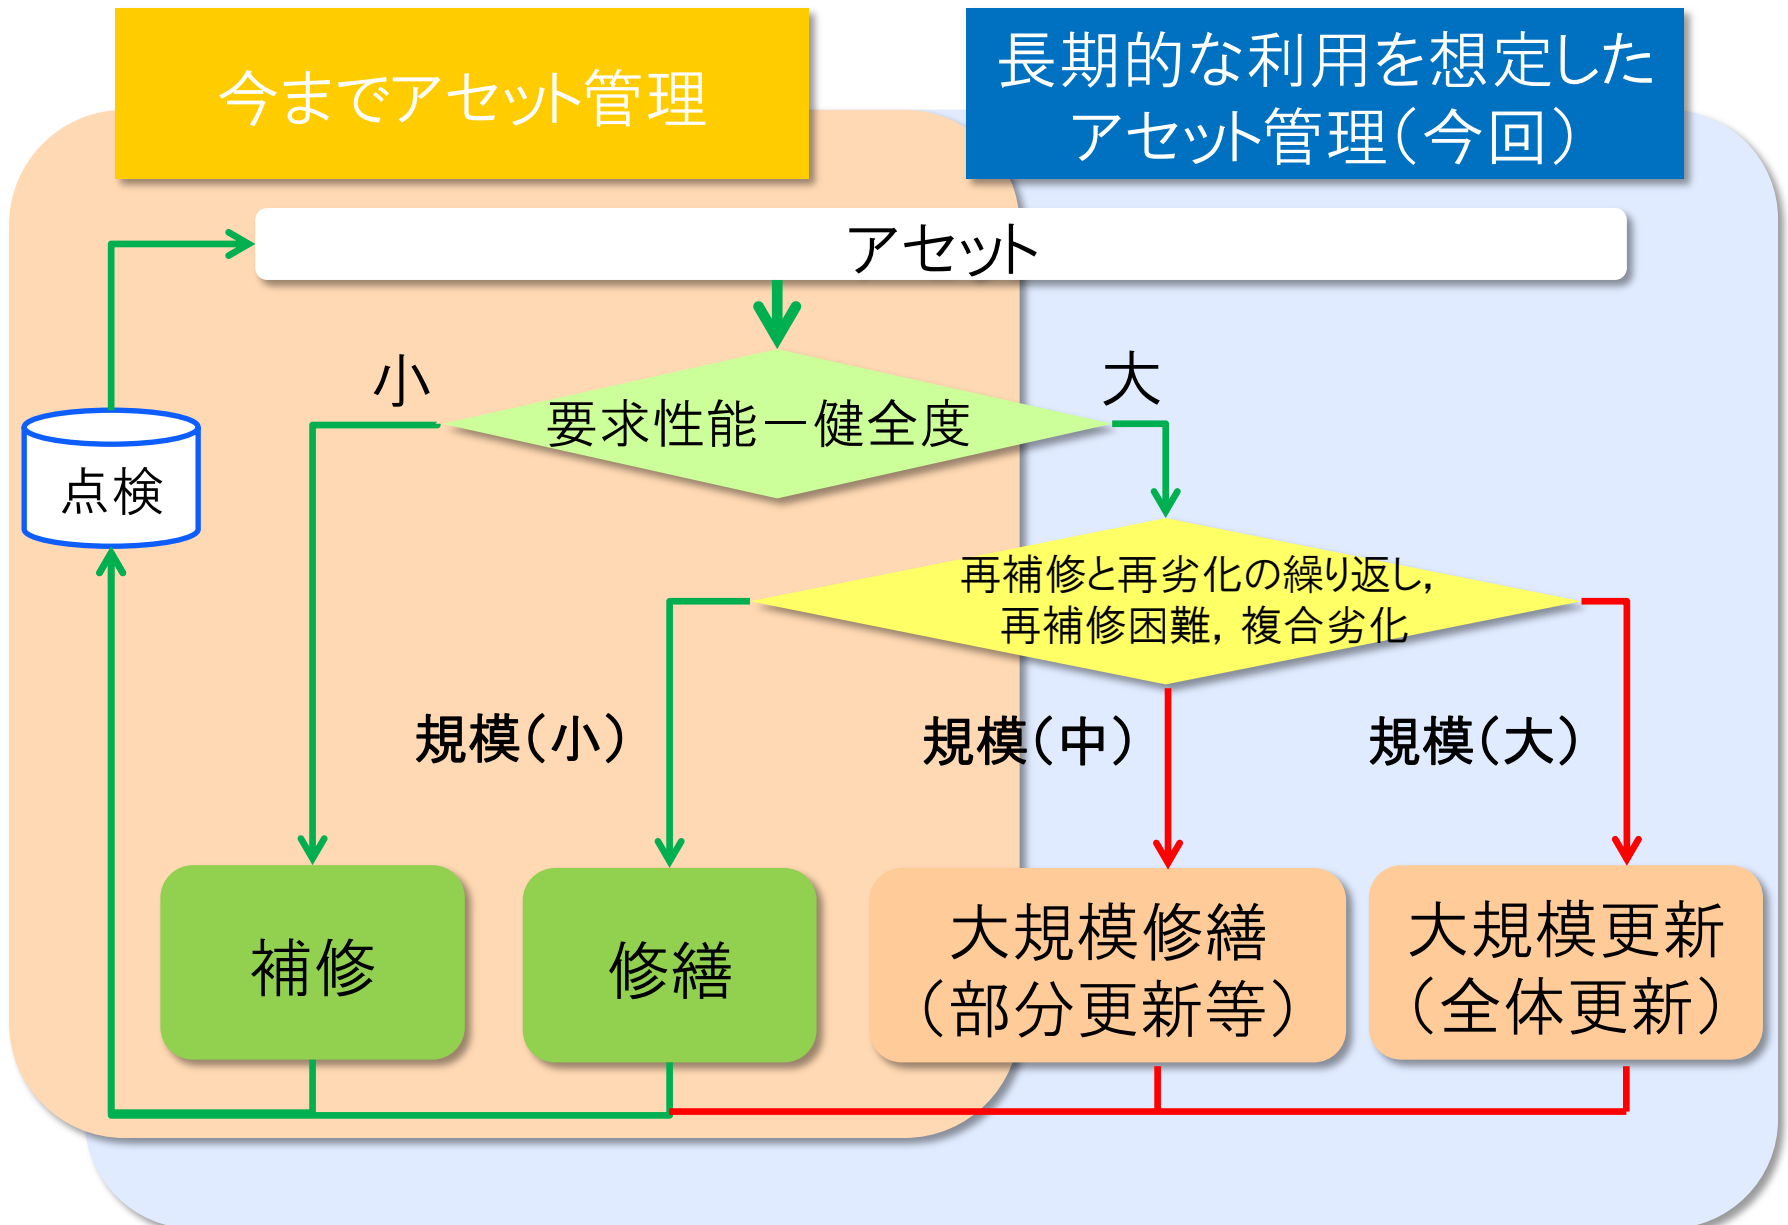 今までアセット管理
長期的な利用を想定した
アセット管理（今回）
アセット
小
大
要求性能－健全度
点検
再補修と再劣化の繰り返し，
再補修困難，複合劣化
規模（小）
規模（中）
規模（大）
補修
修繕
大規模修繕
（部分更新等）
大規模更新
（全体更新）